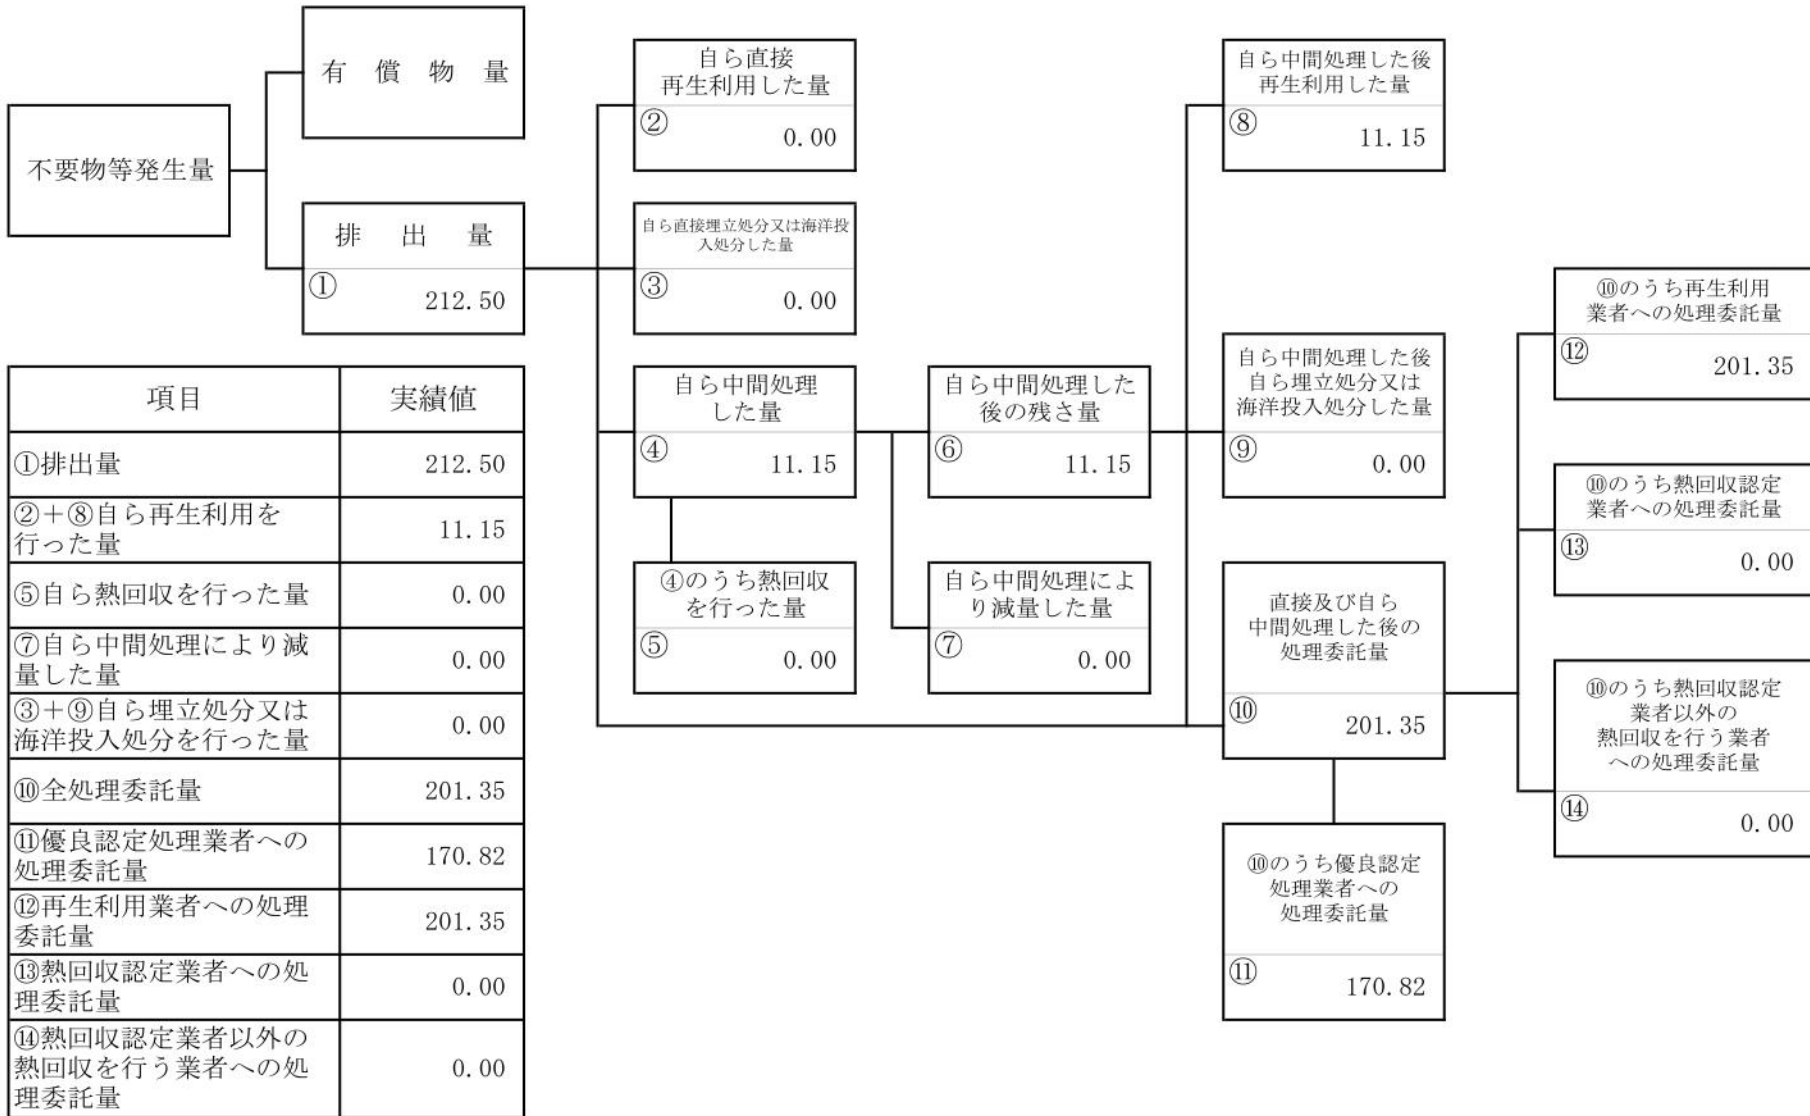 有償物量
不要物等発生量
排出量
① 212.50
自ら直接
再生利用した量
② 0.00
自ら直接埋立処分又は海洋投
入処分した量
③ 0.00
自ら中間処理
した量
④ 11.15
④のうち熱回収
を行った量
⑤ 0.00
自ら中間処理した
後の残さ量
⑥ 11.15
自ら中間処理によ
り減量した量
⑦ 0.00
自ら中間処理した後
再生利用した量
⑧ 11.15
自ら中間処理した後
自ら埋立処分又は
海洋投入処分した量
⑨ 0.00
直接及び自ら
中間処理した後の
処理委託量
⑩ 201.35
⑩のうち優良認定
処理業者への
処理委託量
⑪ 170.82
⑩のうち再生利用
業者への処理委託量
⑫ 201.35
⑩のうち熱回収認定
業者への処理委託量
⑬ 0.00
⑩のうち熱回収認定
業者以外の
熱回収を行う業者
への処理委託量
⑭ 0.00
項目 実績値
①排出量 212.50
②+⑧自ら再生利用を
行った量 11.15
⑤自ら熱回収を行った量 0.00
⑦自ら中間処理により減
量した量 0.00
③+⑨自ら埋立処分又は
海洋投入処分を行った量 0.00
⑩全処理委託量 201.35
⑪優良認定処理業者への
処理委託量 170.82
⑫再生利用業者への処理
委託量 201.35
⑬熱回収認定業者への処
理委託量 0.00
⑭熱回収認定業者以外の
熱回収を行う業者への処
理委託量 0.00